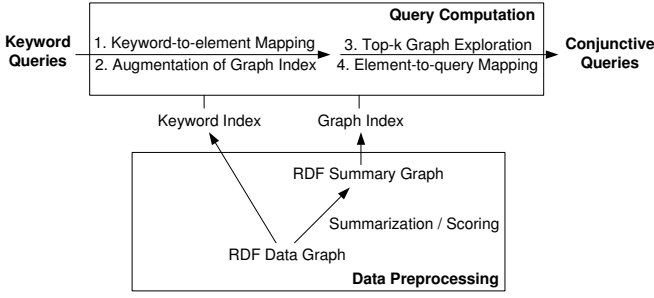 Query Computation
Keyword
Queries
1. Keyword-to-element Mapping
2. Augmentation of Graph Index
3. Top-k Graph Exploration
4. Element-to-query Mapping
Conjunctive
Queries
Keyword Index
Graph Index
RDF Summary Graph
Summarization / Scoring
RDF Data Graph
Data Preprocessing